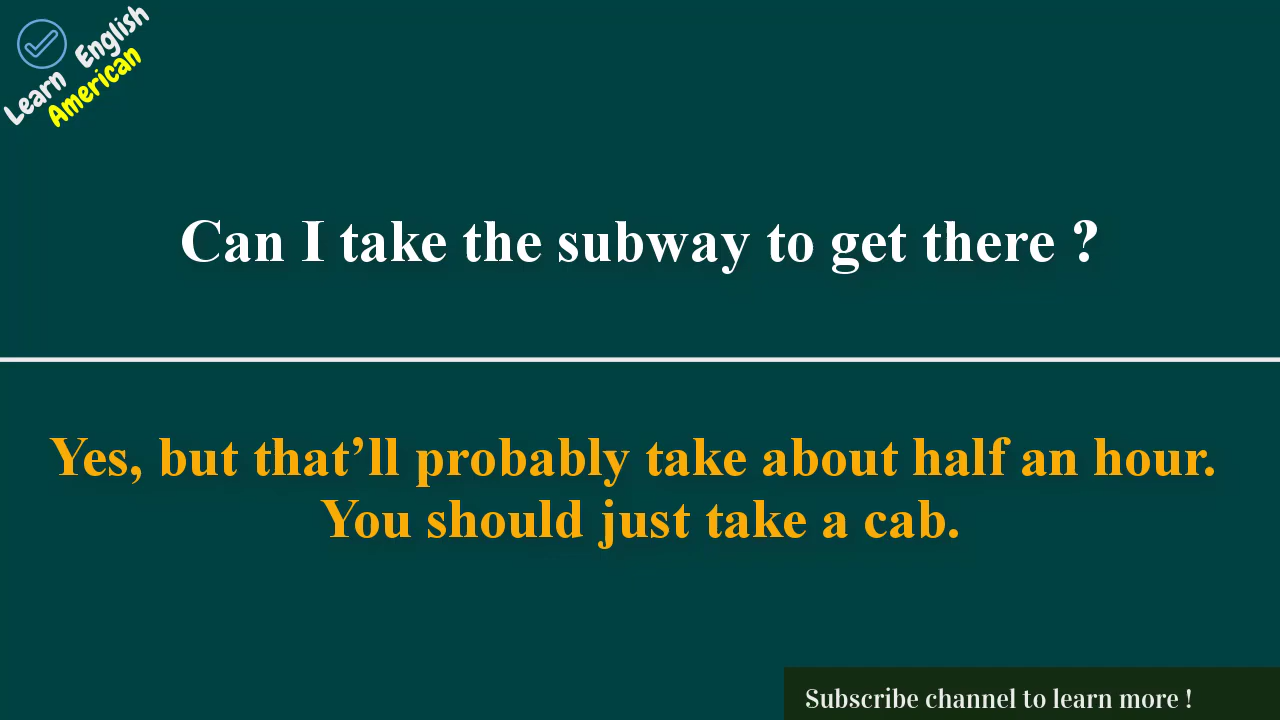 Learn English
American
Can I take the subway to get there ?
Yes, but that’ll probably take about half an hour.
You should just take a cab.
Subscribe channel to learn more !